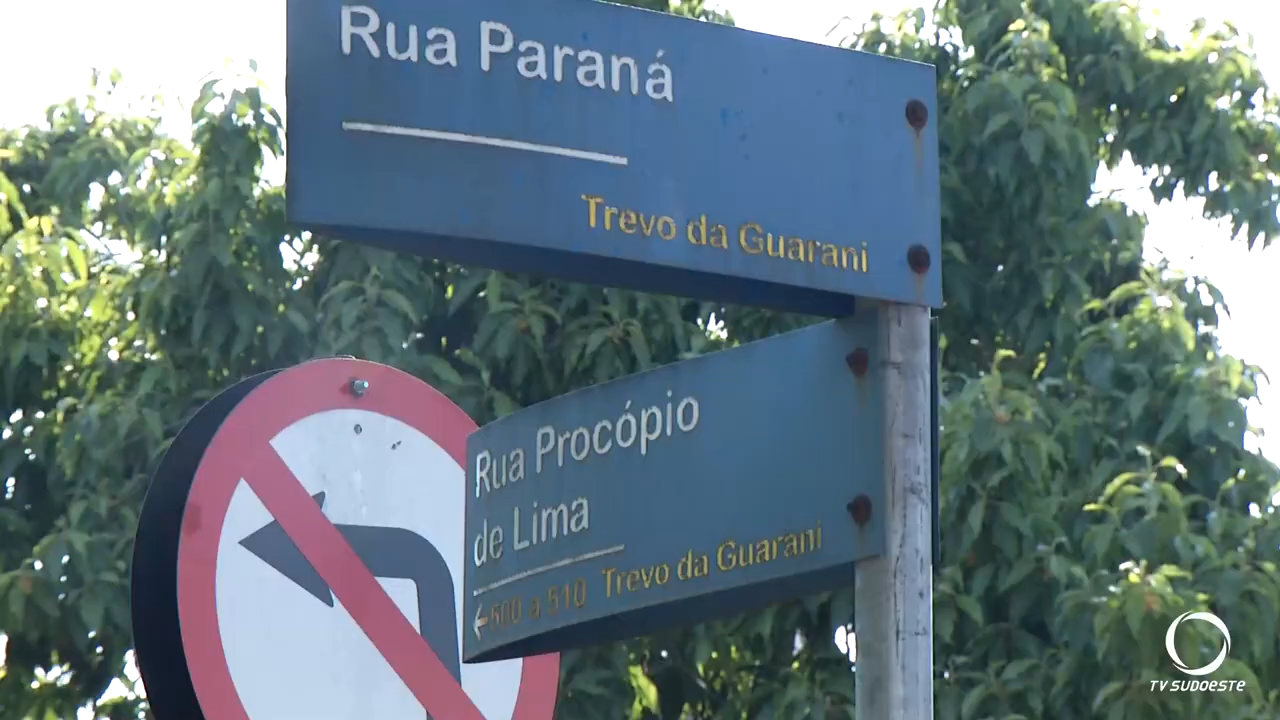 Rua Paraná
Trevo da Guarani
Rua Procópio
de Lima
500 a 510 Trevo da Guarani
TV SUDOESTE